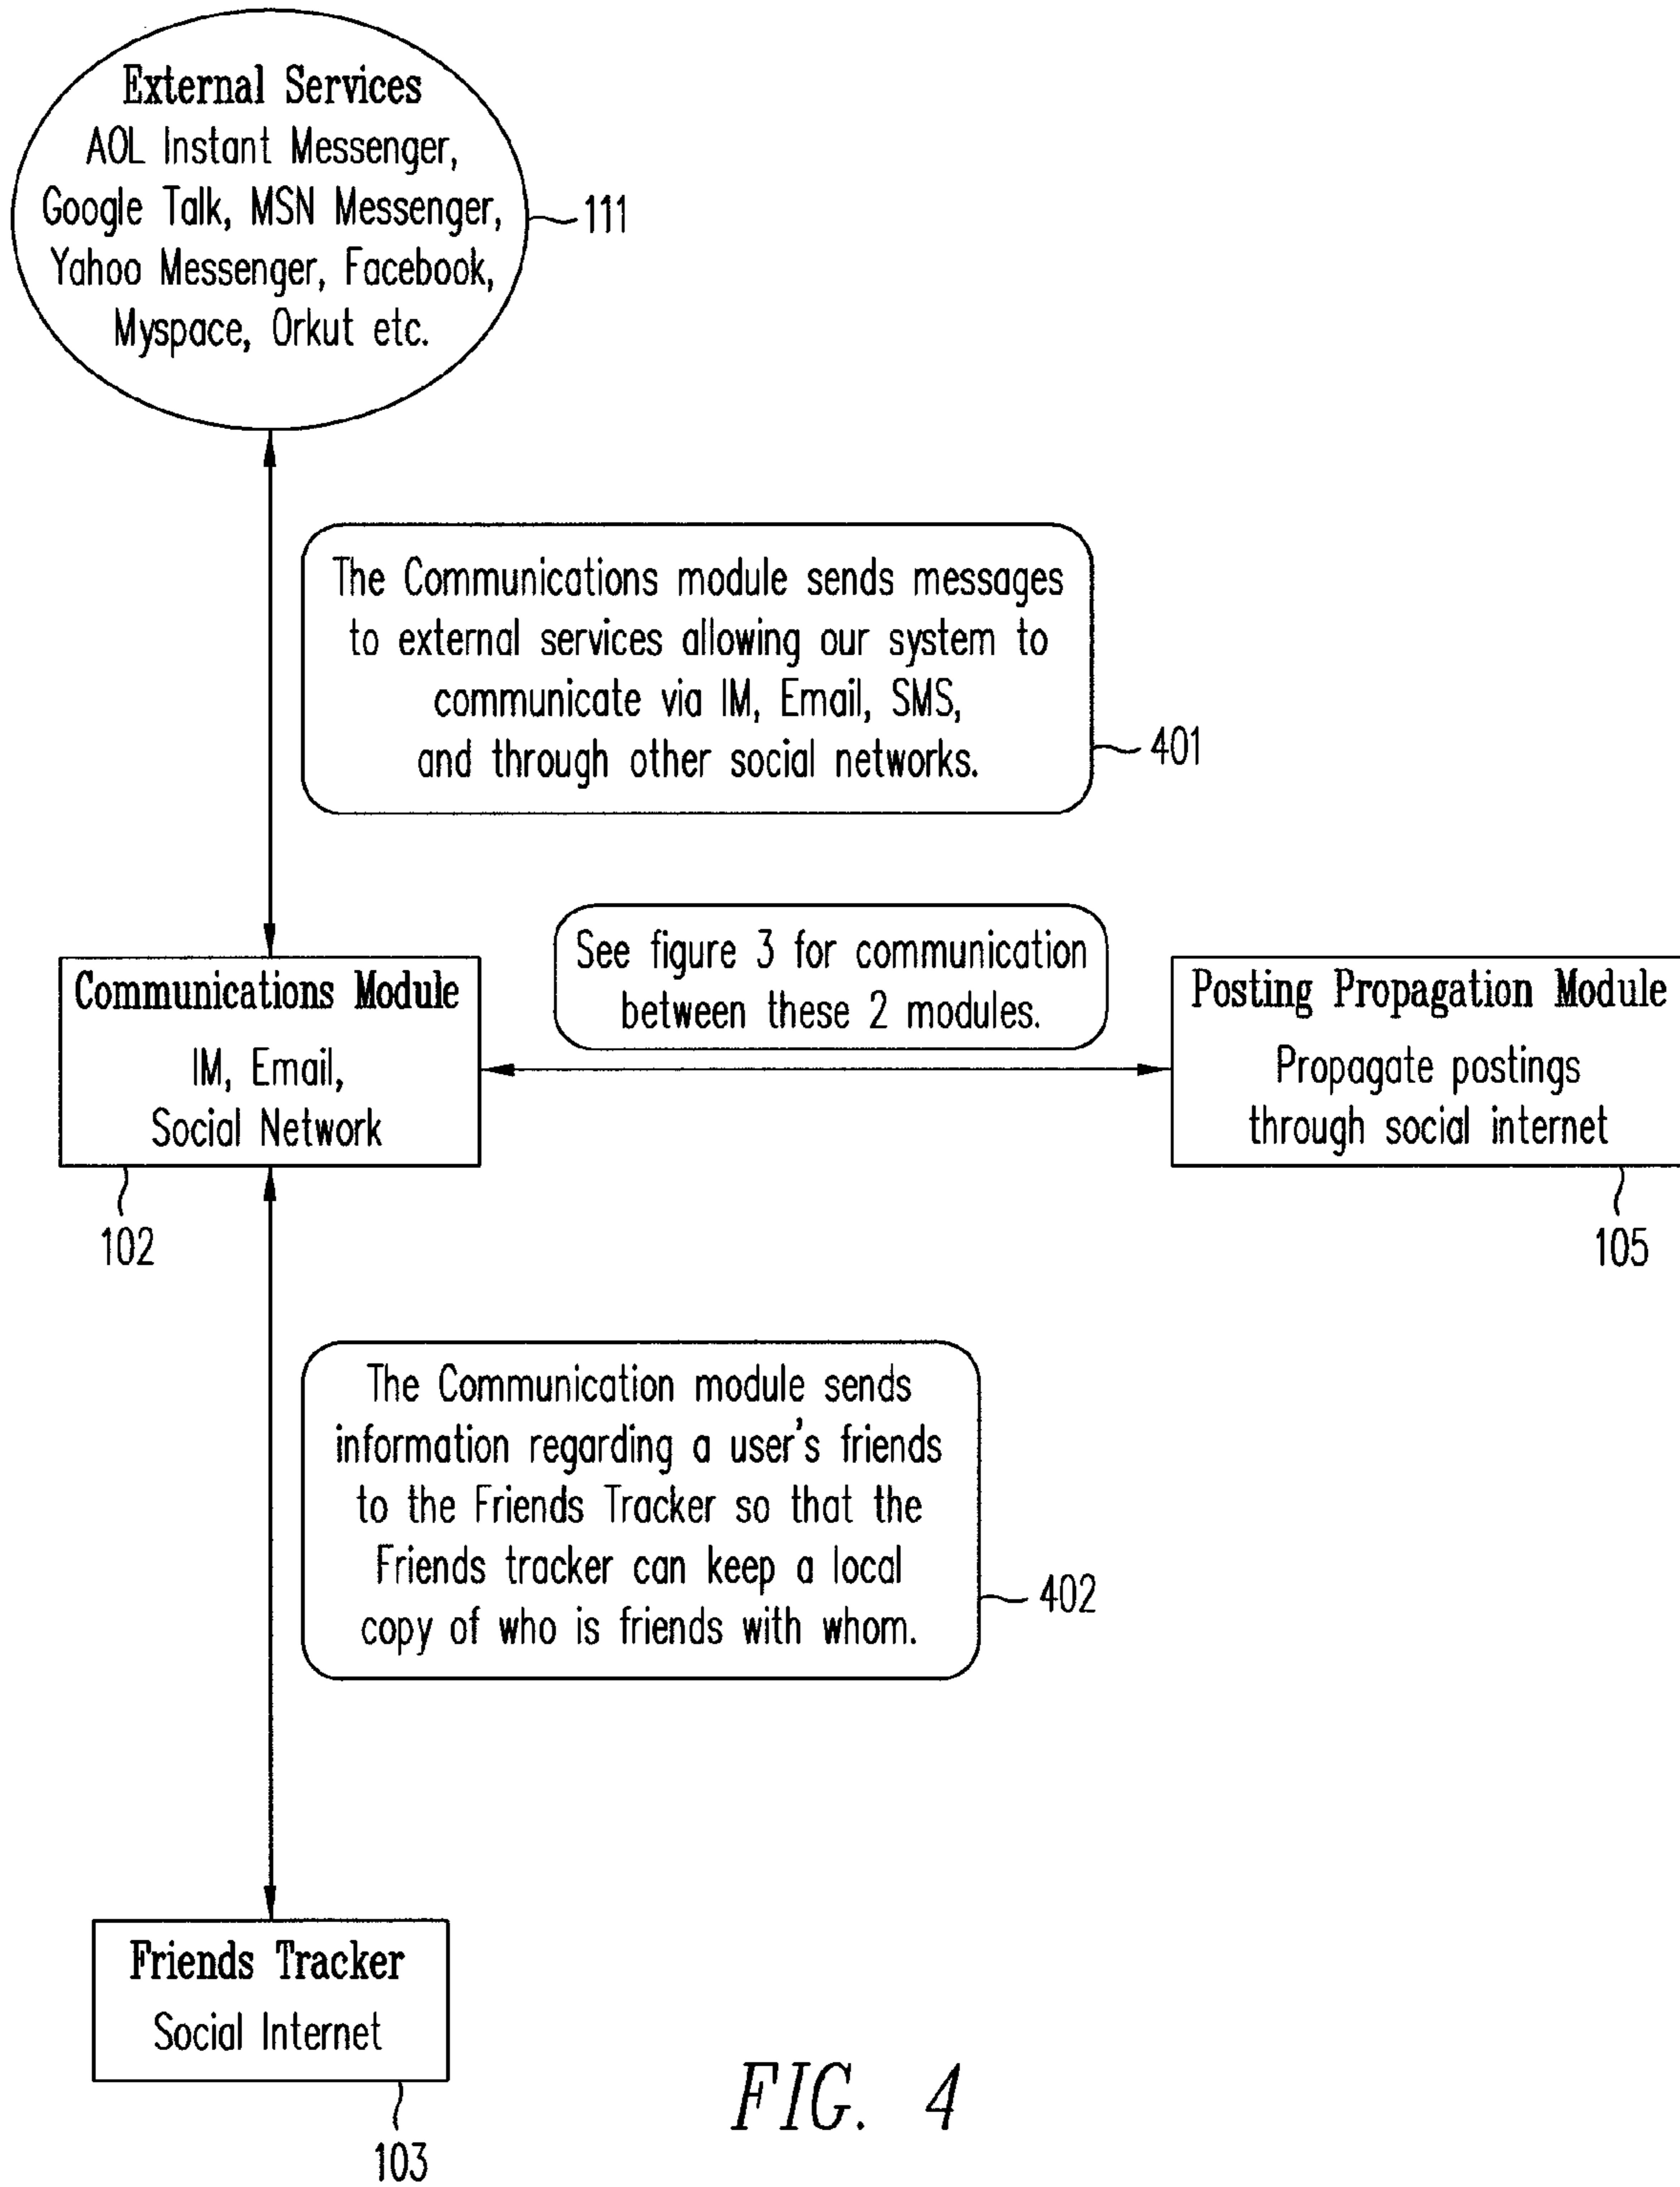 External Services
AOL Instant Messenger,
Google Talk, MSN Messenger,
Yahoo Messenger, Facebook,
Myspace, Orkut etc.
111
The Communications module sends messages
to external services allowing our system to
communicate via IM, Email, SMS,
and through other social networks.
401
See figure 3 for communication
between these 2 modules.
Communications Module
IM, Email,
Social Network
102
Posting Propagation Module
Propagate postings
through social internet
105
The Communication module sends
information regarding a user's friends
to the Friends Tracker so that the
Friends tracker can keep a local
copy of who is friends with whom.
402
Friends Tracker
Social Internet
103
FIG. 4